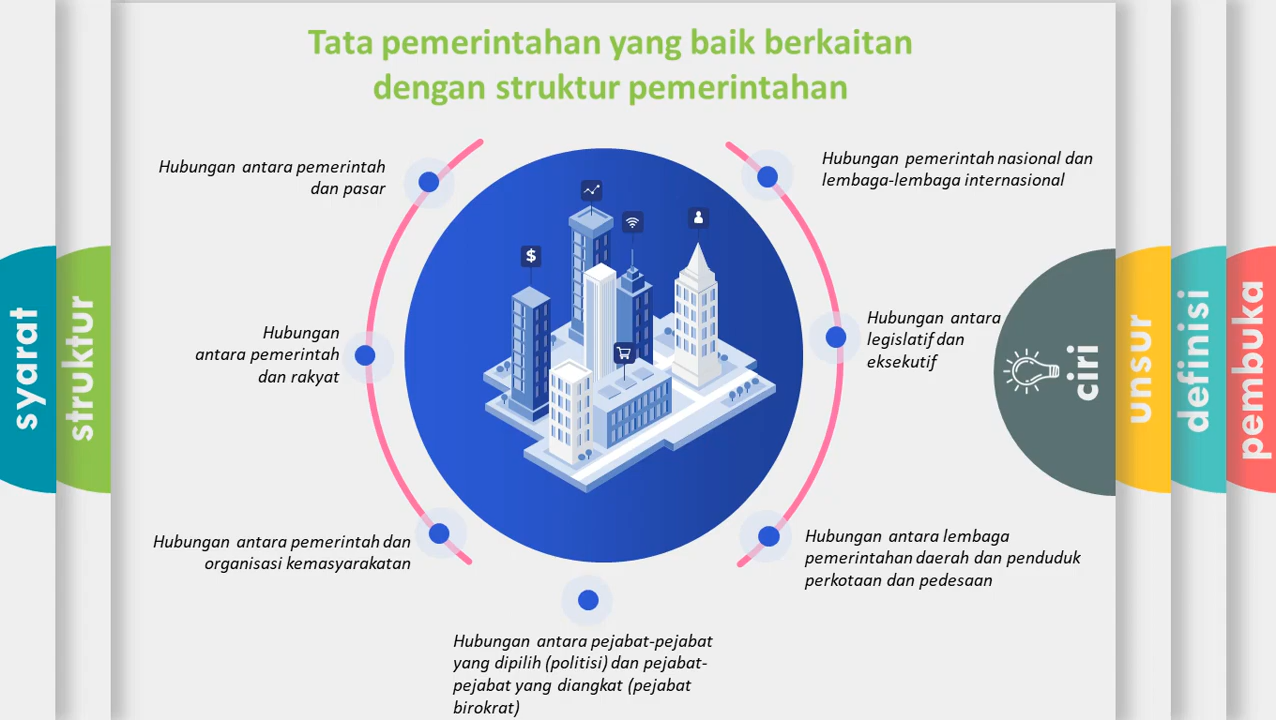 Tata pemerintahan yang baik berkaitan
dengan struktur pemerintahan
Hubungan antara pemerintah
dan pasar
Hubungan
antara pemerintah
dan rakyat
Hubungan antara pemerintah dan
organisasi kemasyarakatan
Hubungan antara pejabat-pejabat
yang dipilih (politisi) dan pejabat-
pejabat yang diangkat (pejabat
birokrat)
Hubungan pemerintah nasional dan
lembaga-lembaga internasional
Hubungan antara
legislatif dan
eksekutif
Hubungan antara lembaga
pemerintahan daerah dan penduduk
perkotaan dan pedesaan
syarat
struktur
ciri
unsur
definisi
pembuka
$